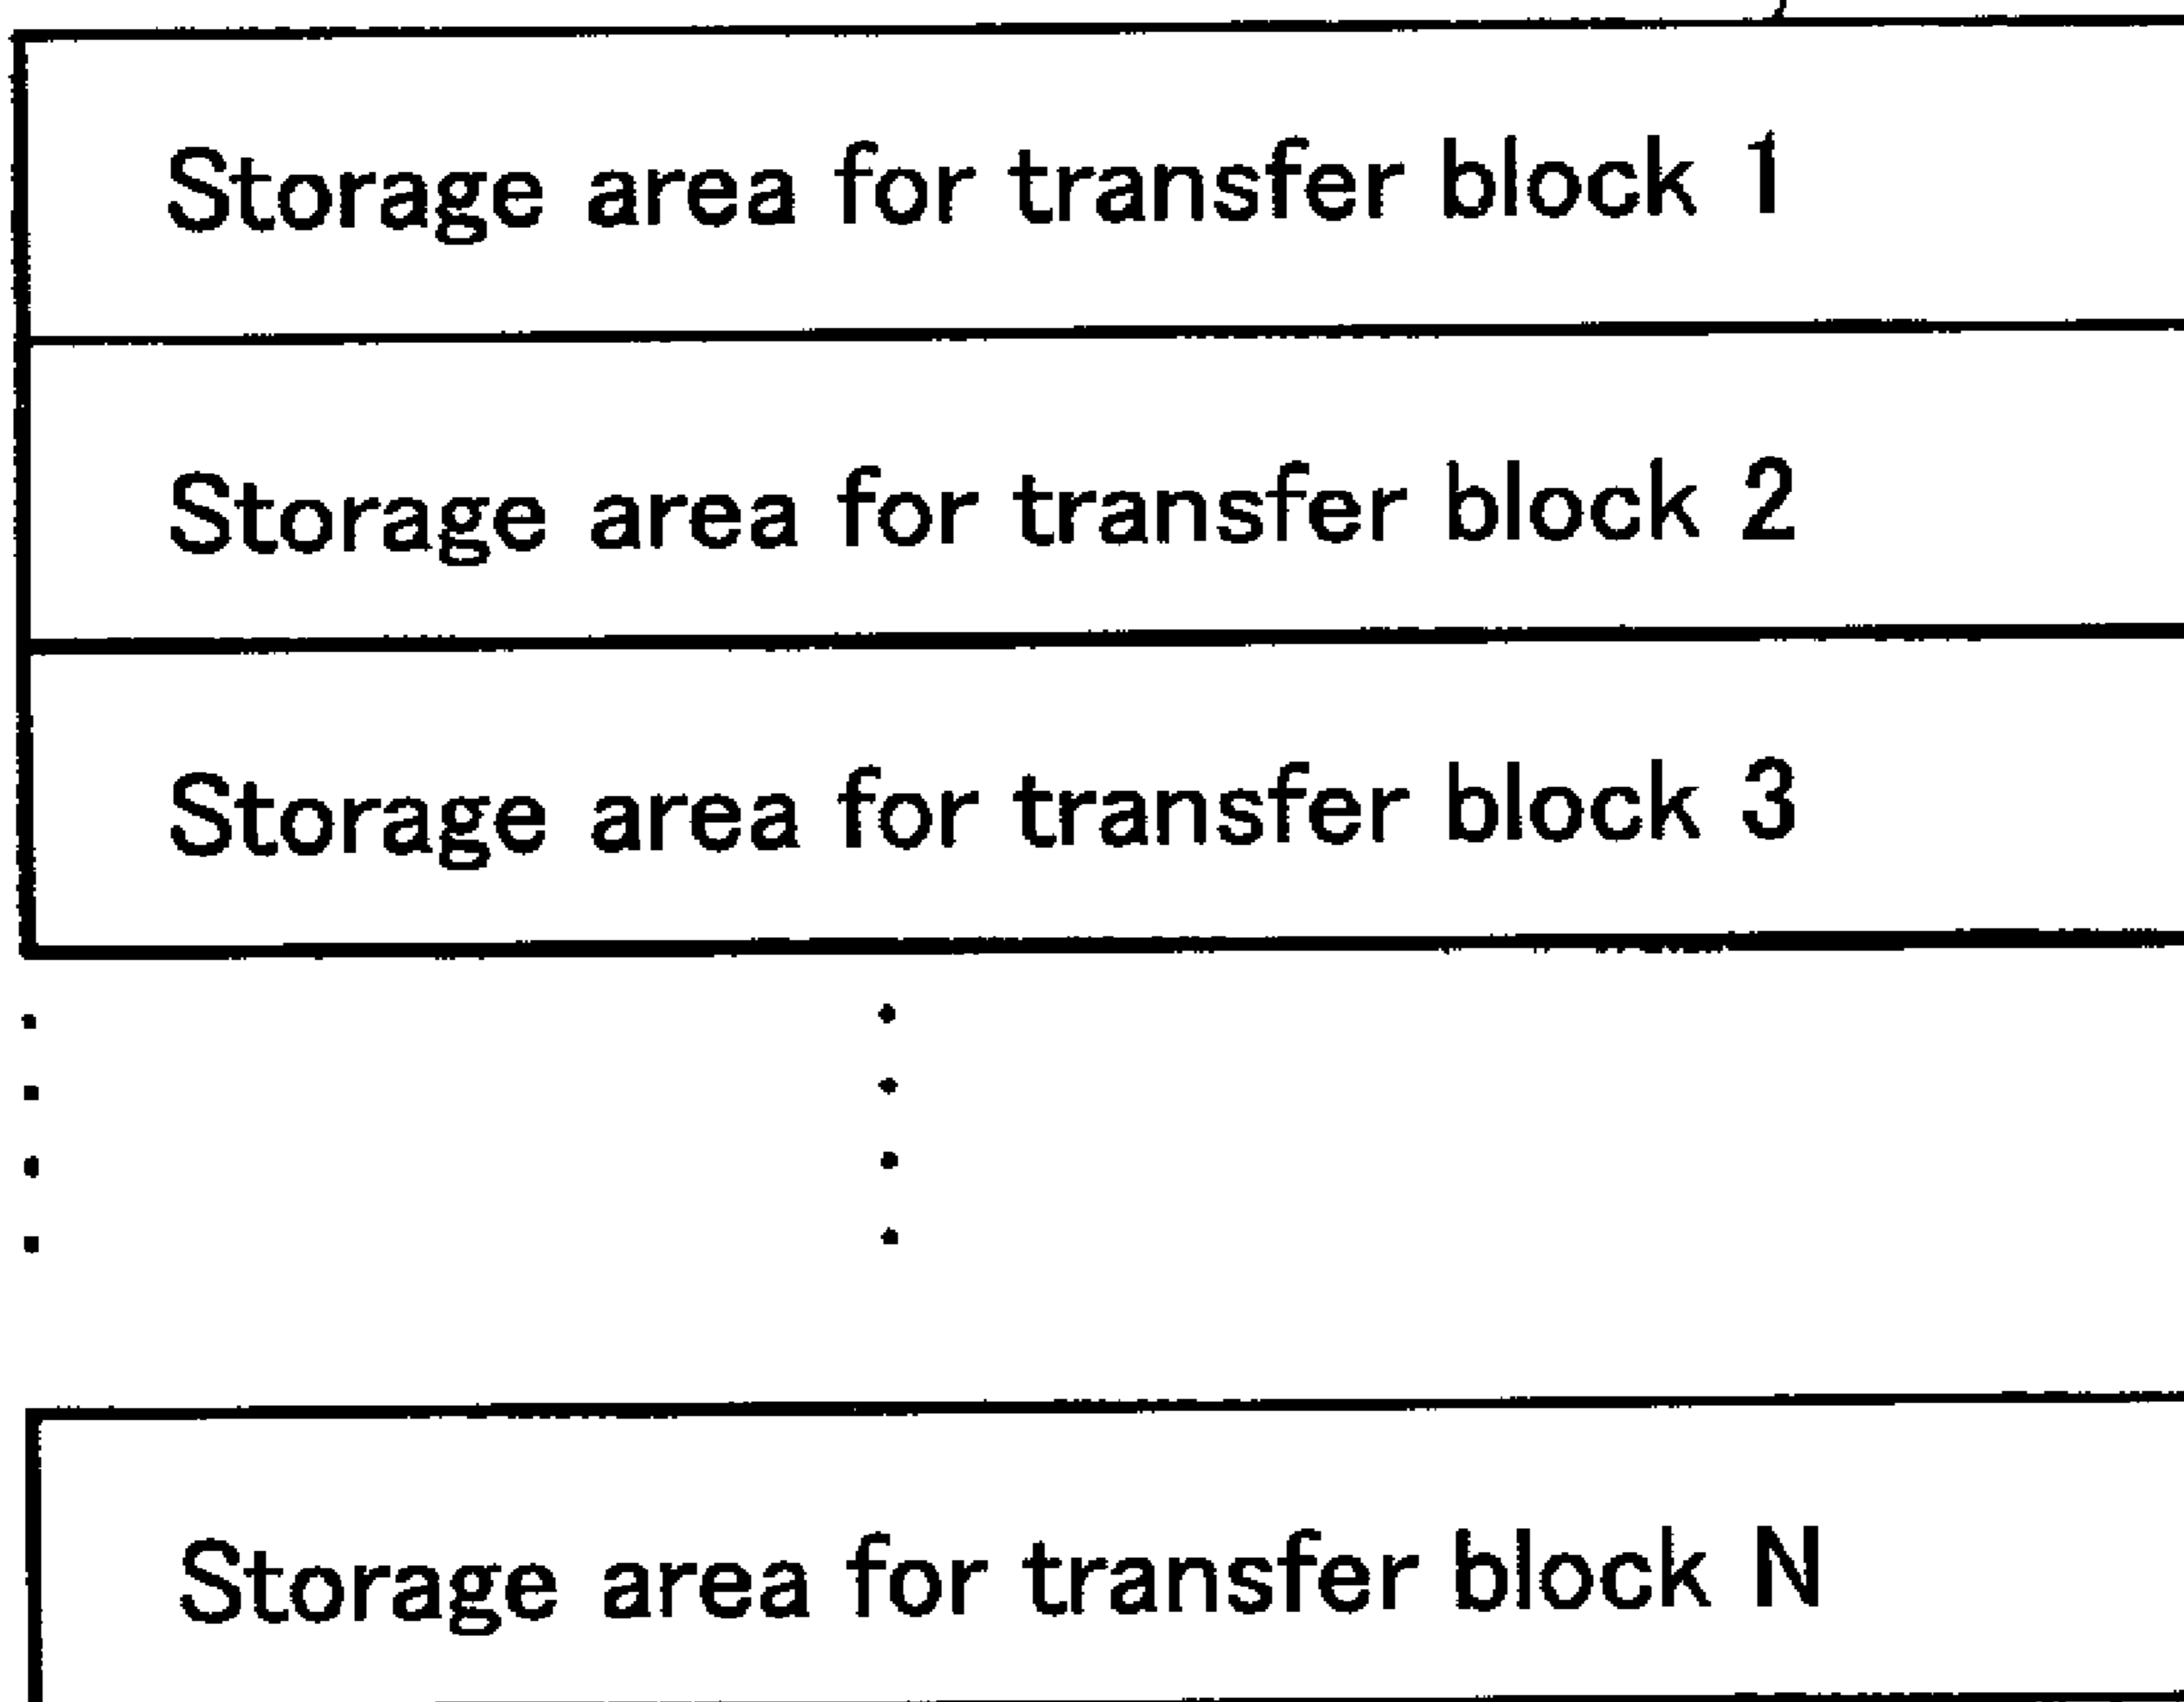 Storage area for transfer block 1
Storage area for transfer block 2
Storage area for transfer block 3
Storage area for transfer block N